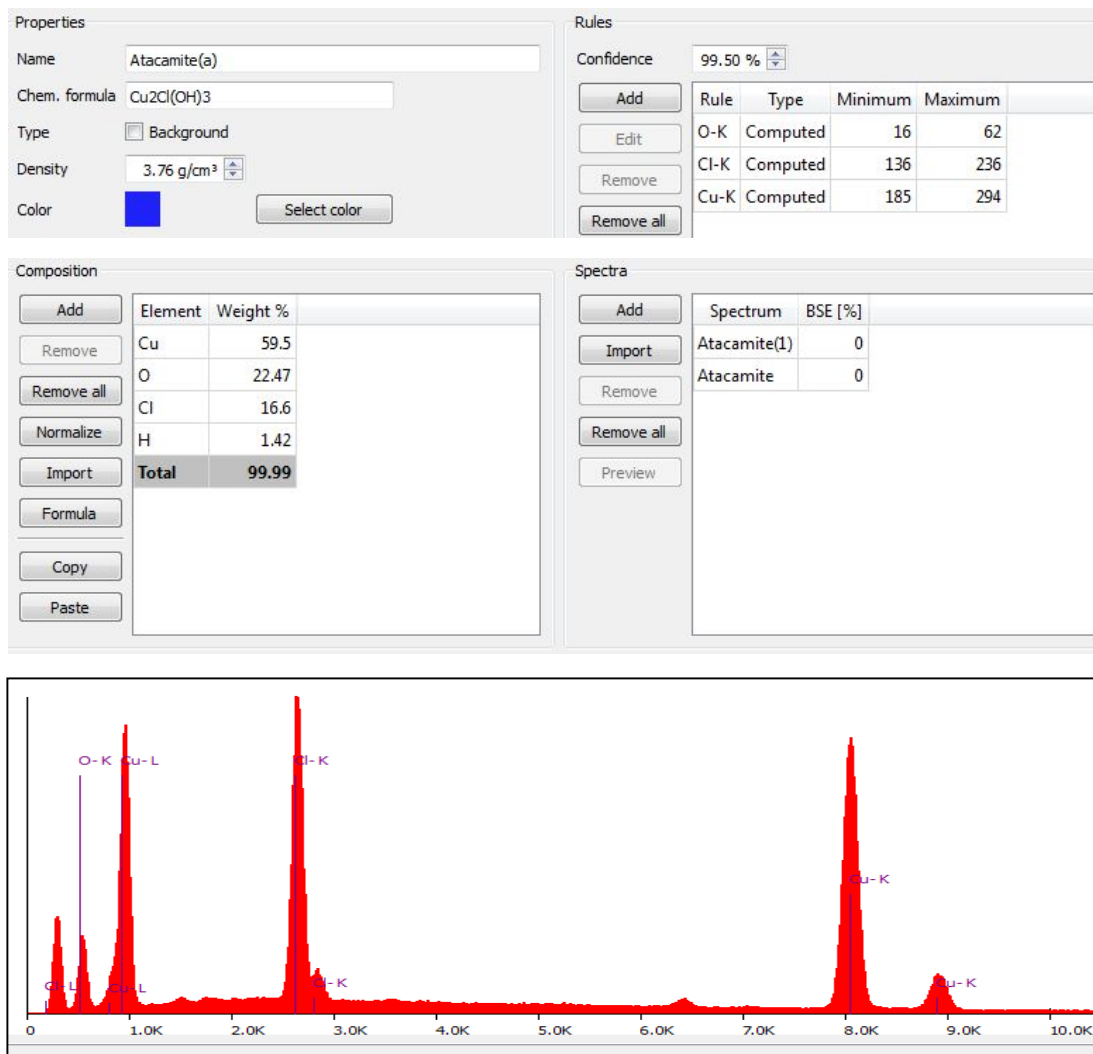 Properties
Name Atacamite(a)
Chem. formula Cu2Cl(OH)3
Type Background
Density 3.76 g/cm³
Color Select color
Rules
Confidence 99.50 %
Add
Edit
Remove
Remove all
Rule Type Minimum Maximum
O-K Computed 16 62
Cl-K Computed 136 236
Cu-K Computed 185 294
Composition
Add
Remove
Remove all
Normalize
Import
Formula
Copy
Paste
Element Weight %
Cu 59.5
O 22.47
Cl 16.6
H 1.42
Total 99.99
Spectra
Add
Import
Remove
Remove all
Preview
Spectrum BSE [%]
Atacamite(1) 0
Atacamite 0
O-K Cu-L Cl-K
Cu-K
Cl-L Cu-L Cl-K Cu-K
0 1.0K 2.0K 3.0K 4.0K 5.0K 6.0K 7.0K 8.0K 9.0K 10.0K